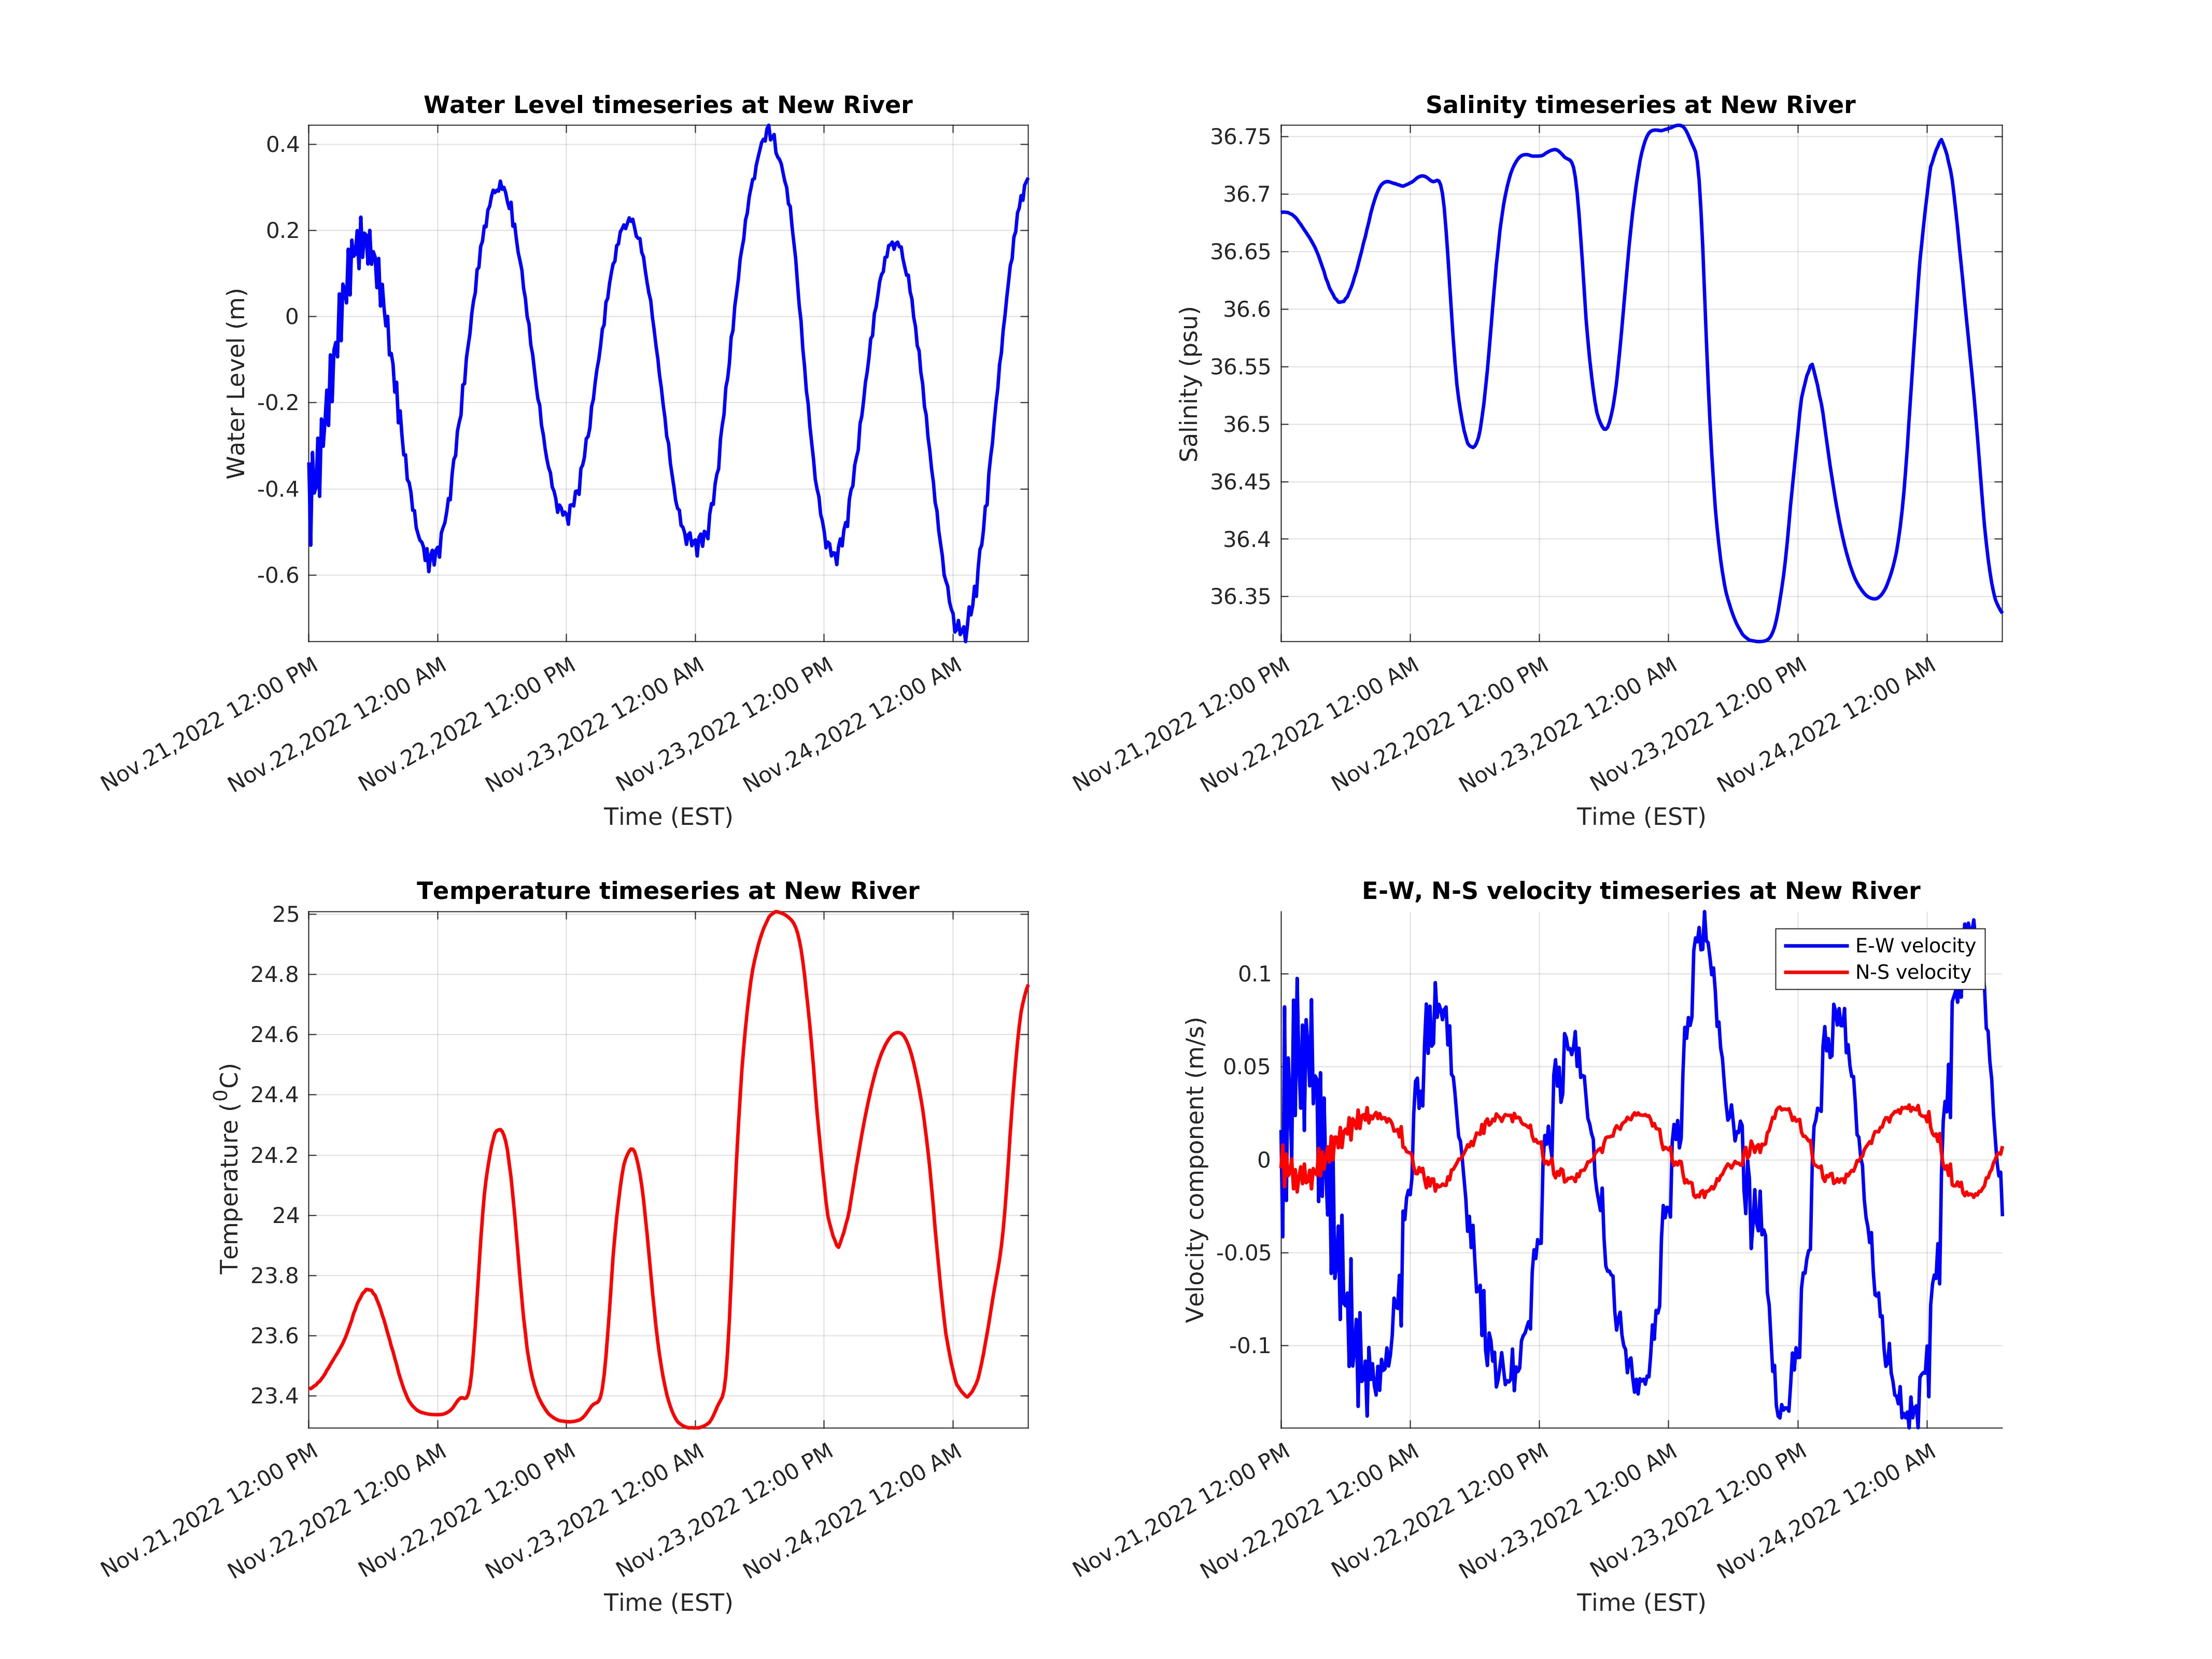 Water Level timeseries at New River
Water Level (m)
0.4
0.2
0
-0.2
-0.4
-0.6
Nov.21,2022 12:00 PM
Nov.22,2022 12:00 AM
Nov.22,2022 12:00 PM
Nov.23,2022 12:00 AM
Nov.23,2022 12:00 PM
Nov.24,2022 12:00 AM
Time (EST)
Salinity timeseries at New River
Salinity (psu)
36.75
36.7
36.65
36.6
36.55
36.5
36.45
36.4
36.35
Nov.21,2022 12:00 PM
Nov.22,2022 12:00 AM
Nov.22,2022 12:00 PM
Nov.23,2022 12:00 AM
Nov.23,2022 12:00 PM
Nov.24,2022 12:00 AM
Time (EST)
Temperature timeseries at New River
Temperature (⁰C)
25
24.8
24.6
24.4
24.2
24
23.8
23.6
23.4
Nov.21,2022 12:00 PM
Nov.22,2022 12:00 AM
Nov.22,2022 12:00 PM
Nov.23,2022 12:00 AM
Nov.23,2022 12:00 PM
Nov.24,2022 12:00 AM
Time (EST)
E-W, N-S velocity timeseries at New River
Velocity component (m/s)
E-W velocity
N-S velocity
0.1
0.05
0
-0.05
-0.1
Nov.21,2022 12:00 PM
Nov.22,2022 12:00 AM
Nov.22,2022 12:00 PM
Nov.23,2022 12:00 AM
Nov.23,2022 12:00 PM
Nov.24,2022 12:00 AM
Time (EST)